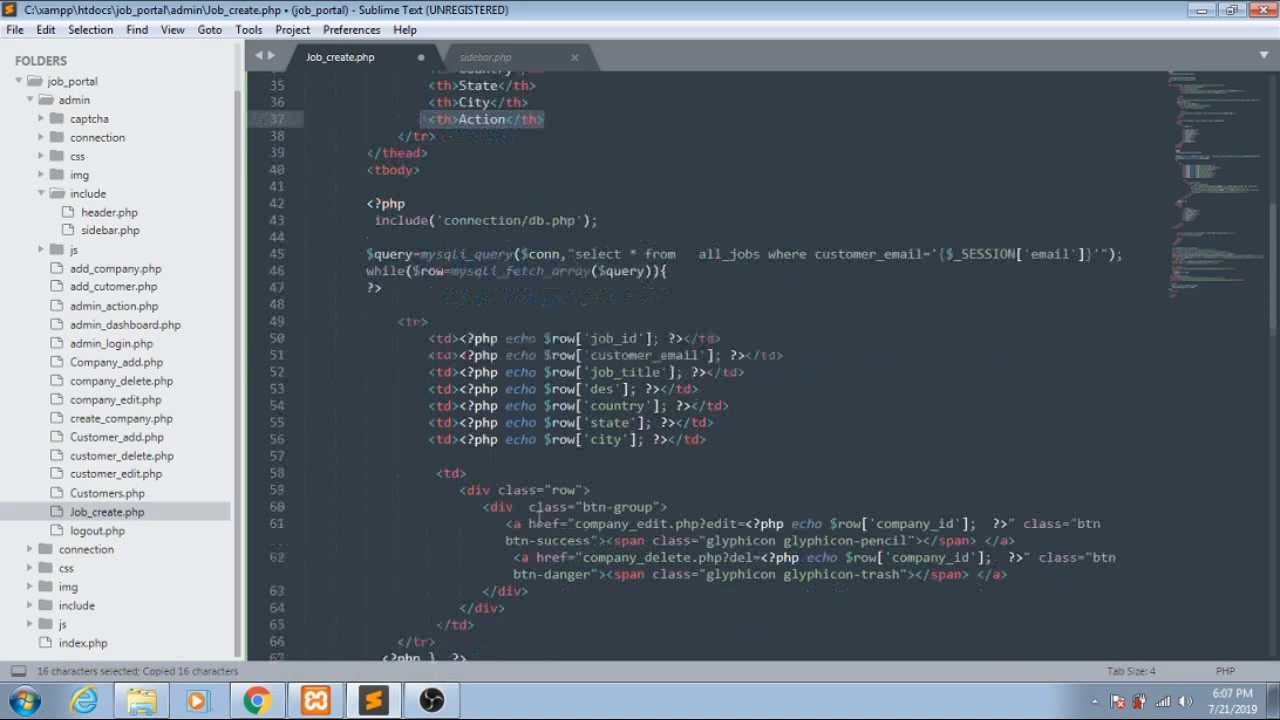 C:\xampp\htdocs\job_portal\admin\Job_create.php • (job_portal) - Sublime Text (UNREGISTERED)
File Edit Selection Find View Goto Tools Project Preferences Help
FOLDERS
job_portal
admin
captcha
connection
css
img
include
header.php
sidebar.php
js
add_company.php
add_cutomer.php
admin_action.php
admin_dashboard.php
admin_login.php
Company_add.php
company_delete.php
company_edit.php
create_company.php
Customer_add.php
customer_delete.php
customer_edit.php
Customers.php
Job_create.php
logout.php
connection
css
img
include
js
index.php
Job_create.php sidebar.php
35 <th>State</th>
36 <th>City</th>
37 <th>Action</th>
38 </tr>
39 </thead>
40 <tbody>
41
42 <?php
43 include('connection/db.php');
44
45 $query=mysqli_query($conn,"select * from   all_jobs where customer_email='{$_SESSION['email']}'");
46 while($row=mysqli_fetch_array($query)){
47 ?>
48
49 <tr>
50 <td><?php echo $row['job_id']; ?></td>
51 <td><?php echo $row['customer_email']; ?></td>
52 <td><?php echo $row['job_title']; ?></td>
53 <td><?php echo $row['des']; ?></td>
54 <td><?php echo $row['country']; ?></td>
55 <td><?php echo $row['state']; ?></td>
56 <td><?php echo $row['city']; ?></td>
57
58 <td>
59 <div class="row">
60 <div  class="btn-group">
61 <a href="company_edit.php?edit=<?php echo $row['company_id'];  ?>" class="btn
btn-success"><span class="glyphicon glyphicon-pencil"></span> </a>
62 <a href="company_delete.php?del=<?php echo $row['company_id'];  ?>" class="btn
btn-danger"><span class="glyphicon glyphicon-trash"></span> </a>
63 </div>
64 </div>
65 </td>
66 </tr>
<?php }  ?>
16 characters selected; Copied 16 characters
Tab Size: 4
PHP
6:07 PM
7/21/2019